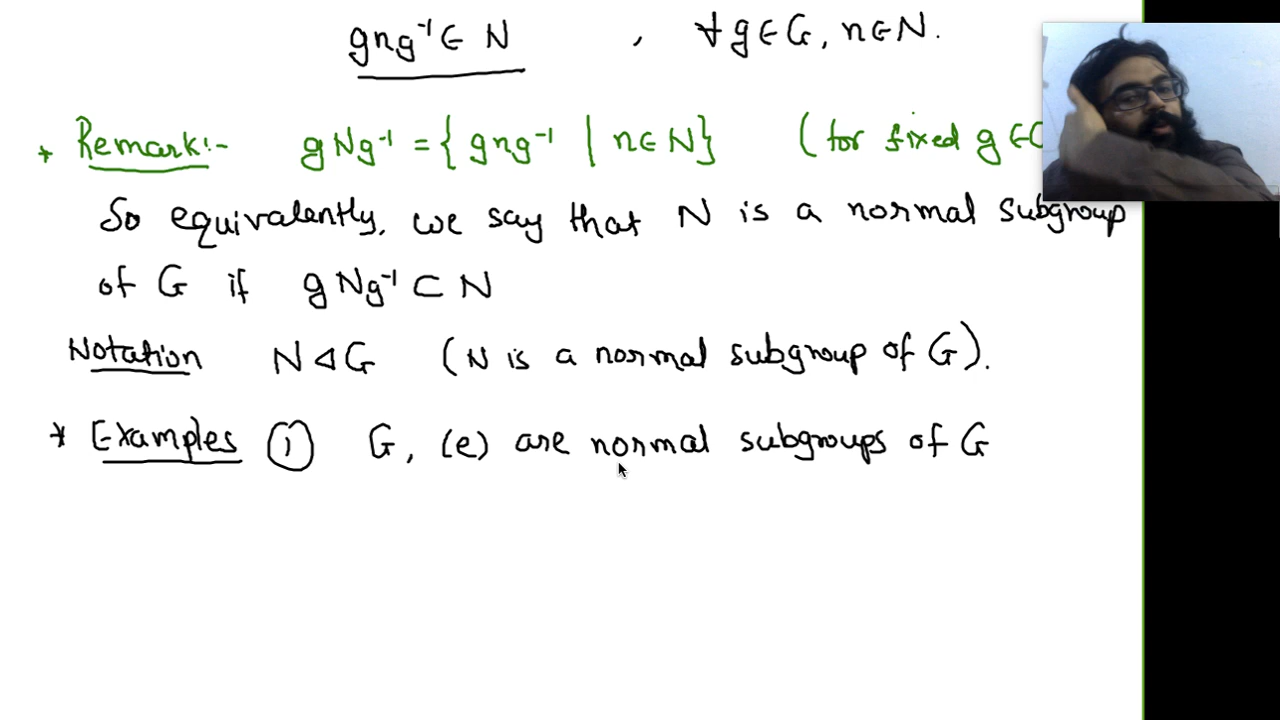 gng⁻¹ ∈ N , ∀ g ∈ G, n ∈ N.
* Remark:- gNg⁻¹ = { gng⁻¹ | n ∈ N} (for fixed g ∈
So equivalently, we say that N is a normal subgroup
of G if gNg⁻¹ ⊂ N
Notation N ⊲ G (N is a normal subgroup of G).
* Examples ① G, (e) are normal subgroups of G